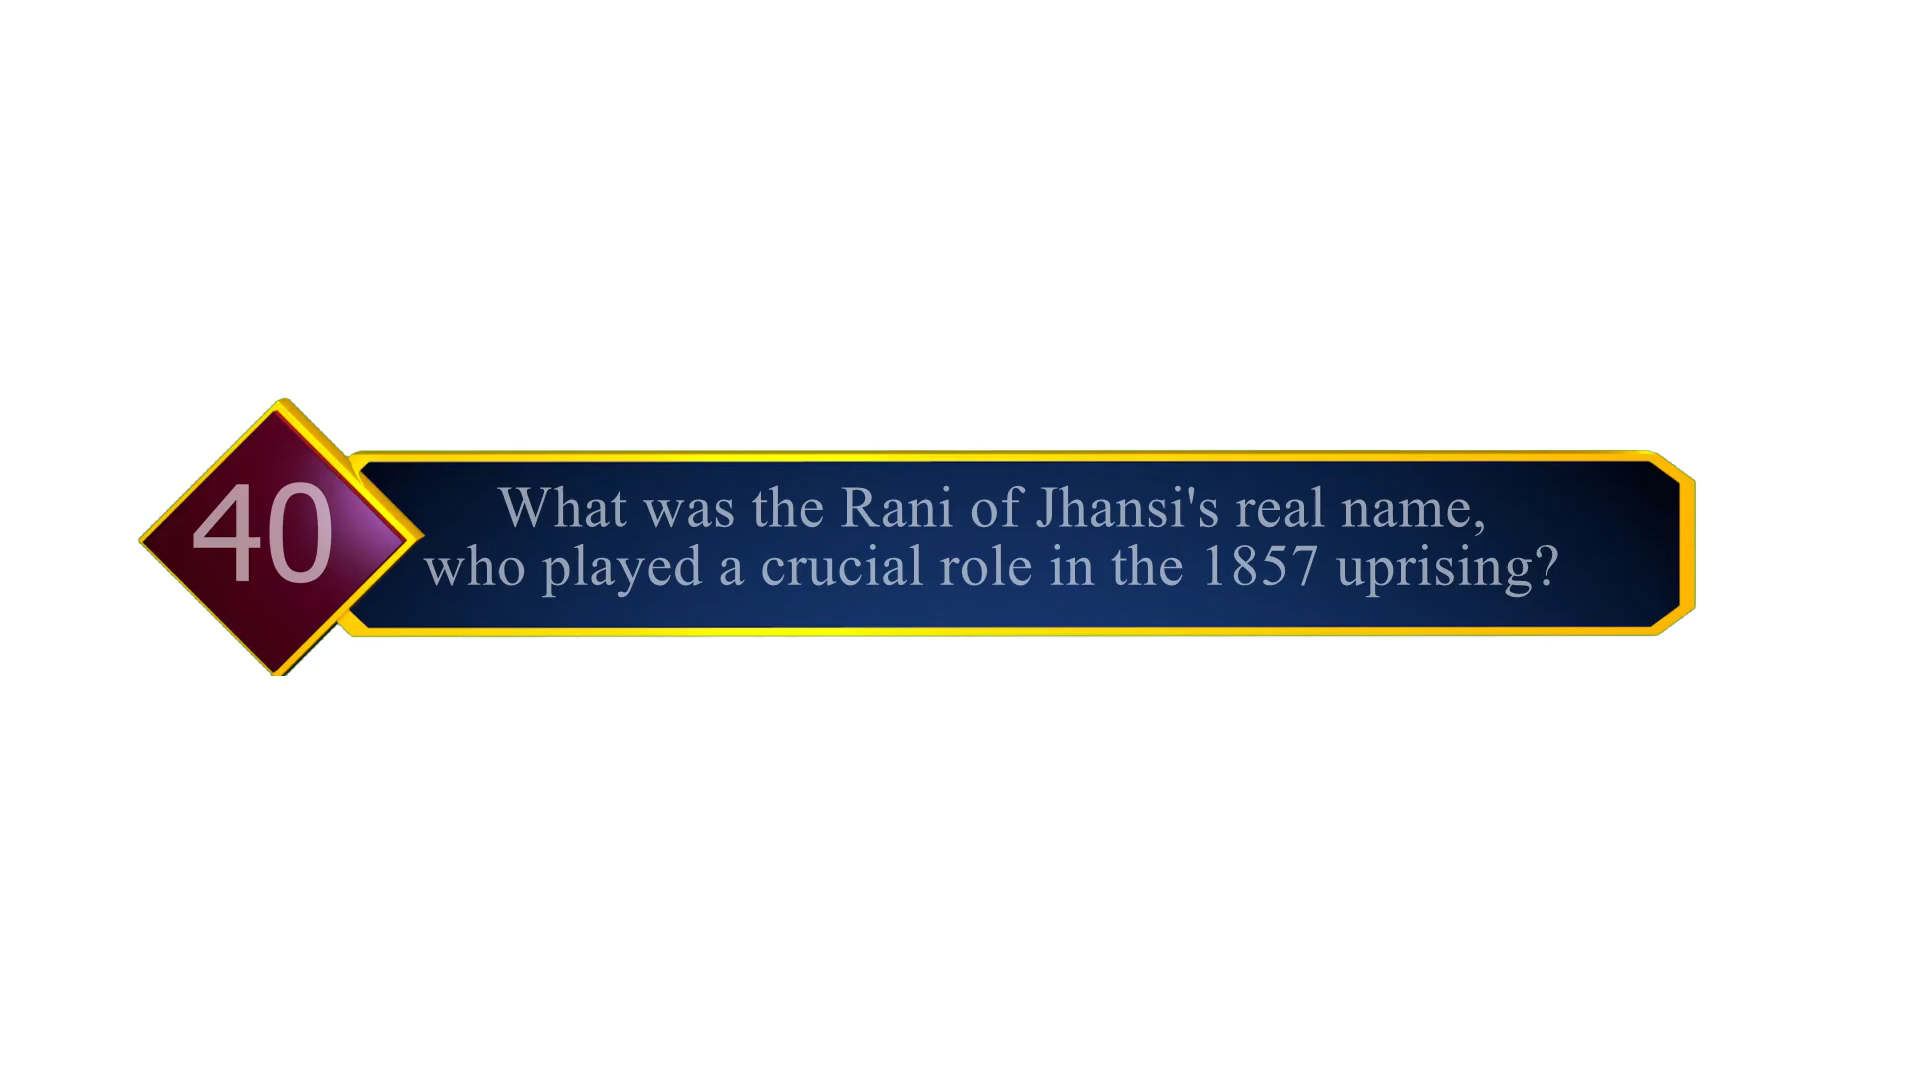 40
What was the Rani of Jhansi's real name,
who played a crucial role in the 1857 uprising?